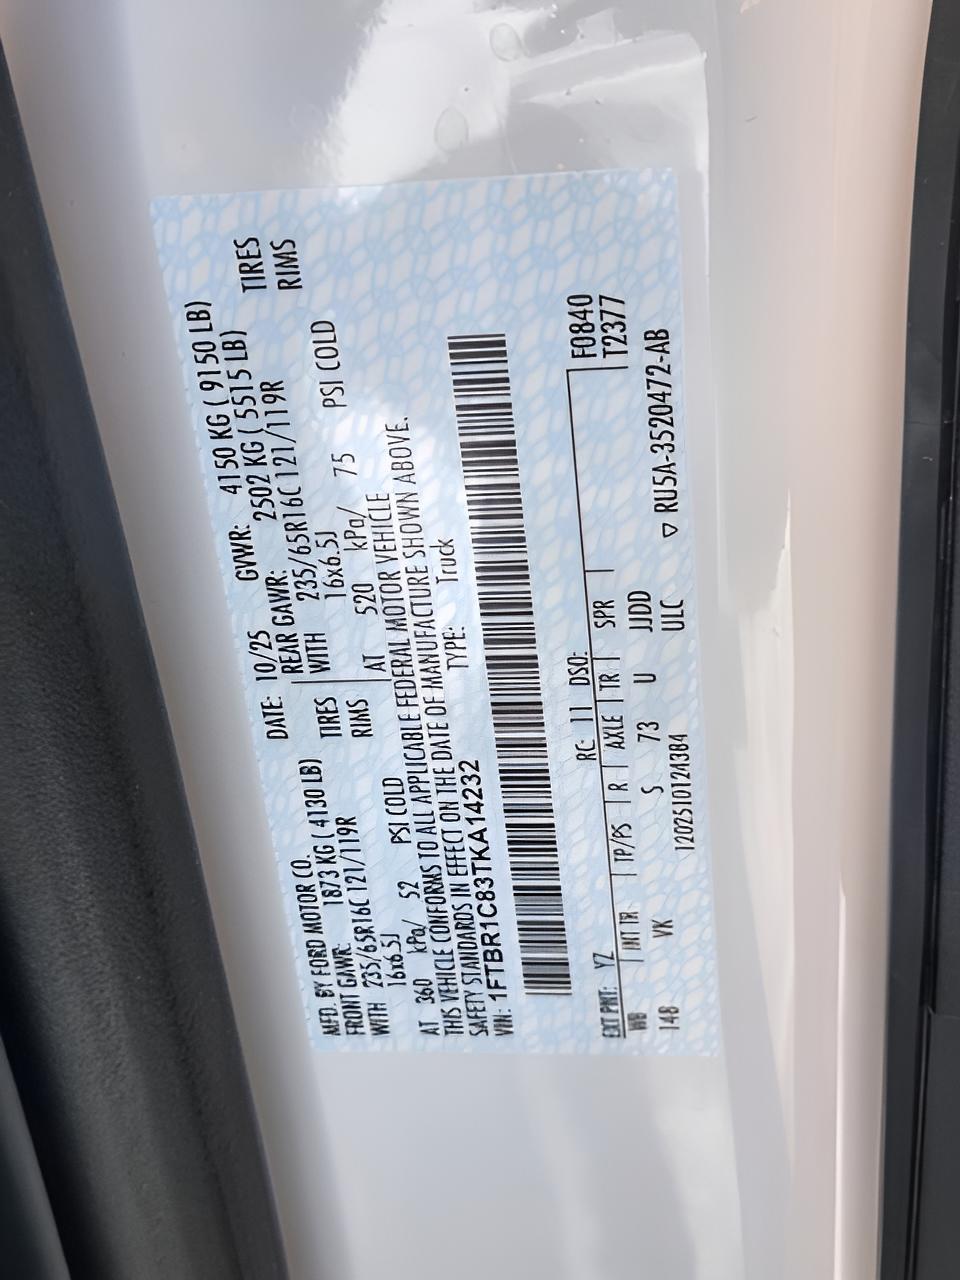 MFD. BY FORD MOTOR CO. DATE: 10/25 GVWR: 4150 KG ( 9150 LB)
FRONT GAWR: 1873 KG ( 4130 LB) REAR GAWR: 2502 KG ( 5515 LB)
WITH 235/65R16C 121/119R TIRES WITH 235/65R16C 121/119R TIRES
16x6.5J RIMS 16x6.5J RIMS
AT 360 kPa/ 52 PSI COLD AT 520 kPa/ 75 PSI COLD
THIS VEHICLE CONFORMS TO ALL APPLICABLE FEDERAL MOTOR VEHICLE
SAFETY STANDARDS IN EFFECT ON THE DATE OF MANUFACTURE SHOWN ABOVE.
VIN: 1FTBR1C83TKA14232 TYPE: Truck
EXT PNT: YZ RC: 11 DSO: F0840
WB INT TR TP/PS R AXLE TR SPR T2377
148 VK S 73 U JJDD
120251012A384 ULC ▽ RU5A-3520472-AB